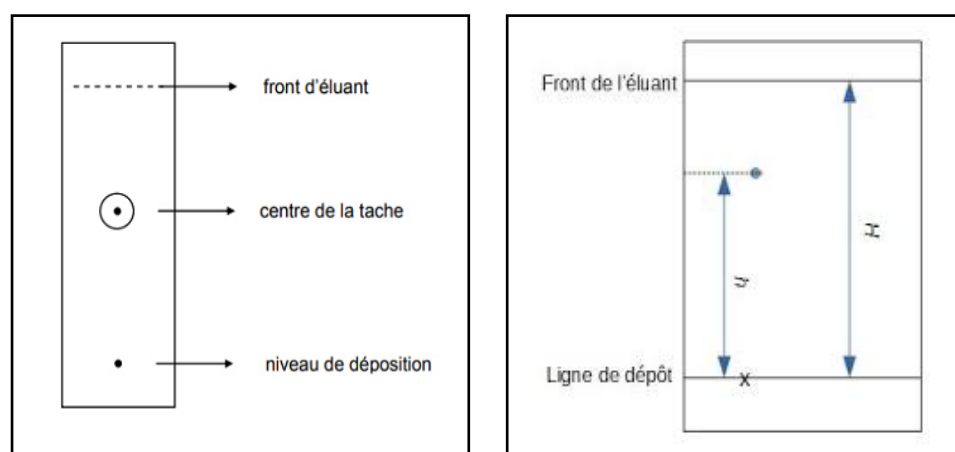 front d'éluant
centre de la tache
niveau de déposition
Front de l'éluant
h
H
Ligne de dépôt
x